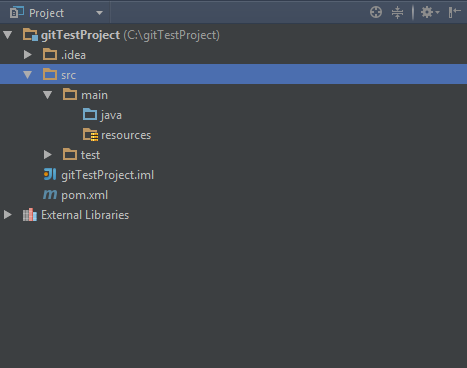 Project
gitTestProject (C:\gitTestProject)
.idea
src
main
java
resources
test
gitTestProject.iml
pom.xml
External Libraries